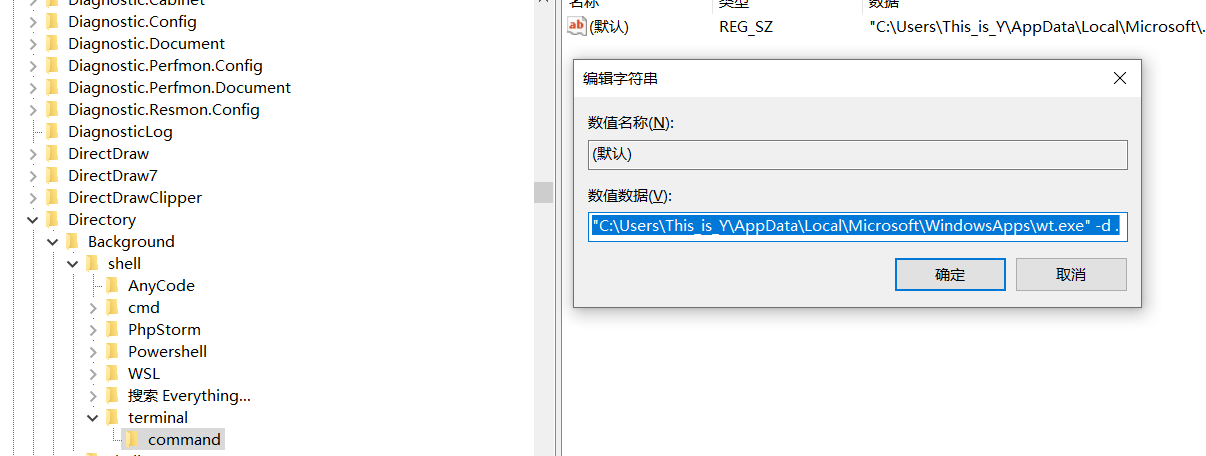 Diagnostic.Cabinet
Diagnostic.Config
Diagnostic.Document
Diagnostic.Perfmon.Config
Diagnostic.Perfmon.Document
Diagnostic.Resmon.Config
DiagnosticLog
DirectDraw
DirectDraw7
DirectDrawClipper
Directory
Background
shell
AnyCode
cmd
PhpStorm
Powershell
WSL
搜索 Everything...
terminal
command
名称 类型 数据
ab (默认) REG_SZ "C:\Users\This_is_Y\AppData\Local\Microsoft\.
编辑字符串
数值名称(N):
(默认)
数值数据(V):
"C:\Users\This_is_Y\AppData\Local\Microsoft\WindowsApps\wt.exe" -d .
确定 取消